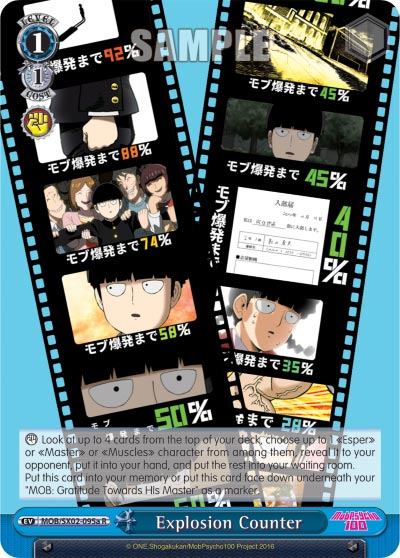 LEVEL
1
1
COST
SAMPLE
モブ爆発まで92%
モブ爆発まで88%
モブ爆発まで74%
モブ爆発まで58%
モブ
50%
モブ爆発まで45%
モブ爆発まで45%
入部届
40%
モブ爆発まで35%
28%
Look at up to 4 cards from the top of your deck, choose up to 1 «Esper»
or «Master» or «Muscles» character from among them, reveal it to your
opponent, put it into your hand, and put the rest into your waiting room.
Put this card into your memory or put this card face down underneath your
"MOB: Gratitude Towards His Master" as a marker.
EV MOB/SX02-095a R
Explosion Counter
MobPsycho
100
© ONE,Shogakukan/MobPsycho100 Project 2016